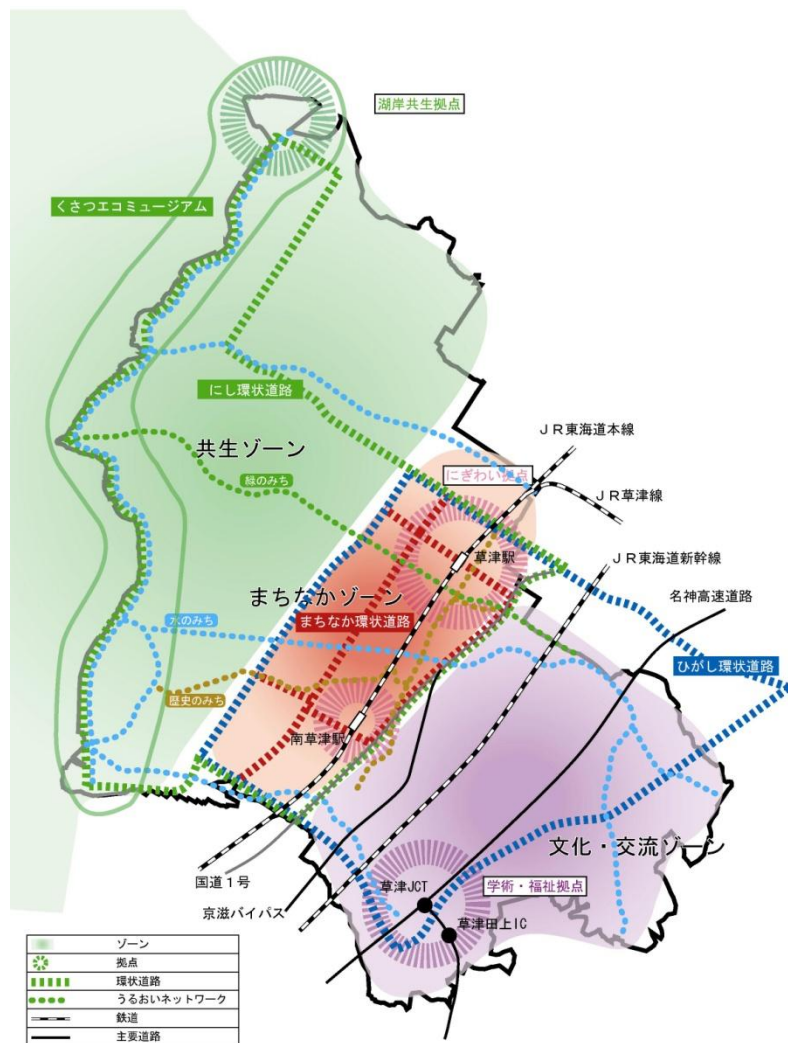 湖岸共生拠点
くさつエコミュージアム
にし環状道路
JR東海道本線
共生ゾーン
にぎわい拠点
緑のみち
JR草津線
草津駅
JR東海道新幹線
まちなかゾーン
名神高速道路
まちなか環状道路
水のみち
ひがし環状道路
歴史のみち
南草津駅
文化・交流ゾーン
国道1号
草津JCT
学術・福祉拠点
京滋バイパス
草津田上IC
ゾーン
拠点
環状道路
うるおいネットワーク
鉄道
主要道路